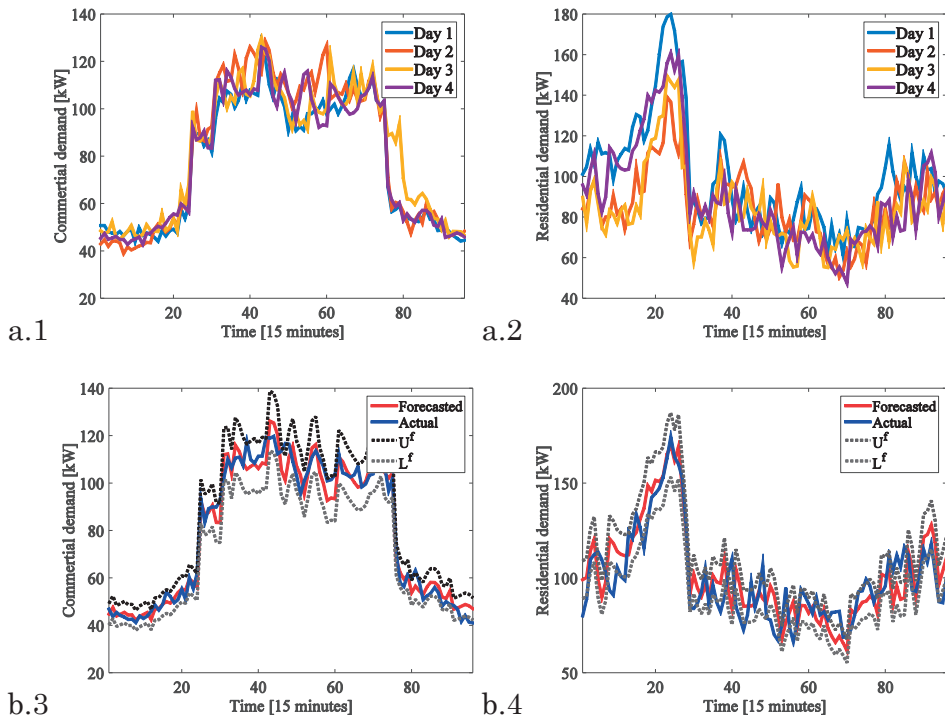 140
120
100
80
60
40
20
Commertial demand [kW]
Day 1
Day 2
Day 3
Day 4
20
40
60
80
Time [15 minutes]
a.1
180
160
140
120
100
80
60
40
Residential demand [kW]
Day 1
Day 2
Day 3
Day 4
20
40
60
80
Time [15 minutes]
a.2
140
120
100
80
60
40
20
Commertial demand [kW]
Forecasted
Actual
U^f
L^f
20
40
60
80
Time [15 minutes]
b.3
200
150
100
50
Residential demand [kW]
Forecasted
Actual
U^f
L^f
20
40
60
80
Time [15 minutes]
b.4